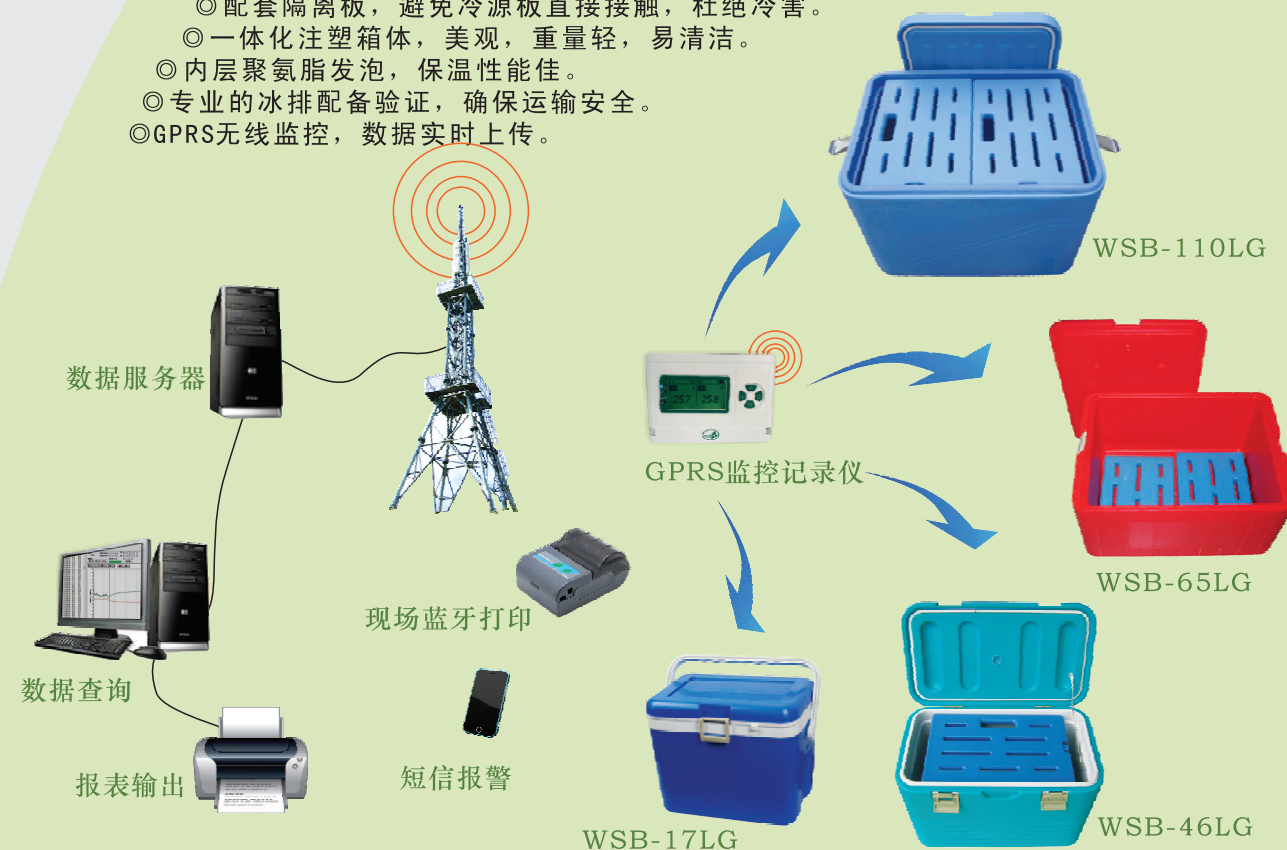 ◎配套隔离板，避免冷源板直接接触，杜绝冷害。
◎一体化注塑箱体，美观，重量轻，易清洁。
◎内层聚氨脂发泡，保温性能佳。
◎专业的冰排配备验证，确保运输安全。
◎GPRS无线监控，数据实时上传。
WSB-110LG
数据服务器
25.7 25.8
GPRS监控记录仪
WSB-65LG
现场蓝牙打印
数据查询
短信报警
报表输出
WSB-17LG
WSB-46LG